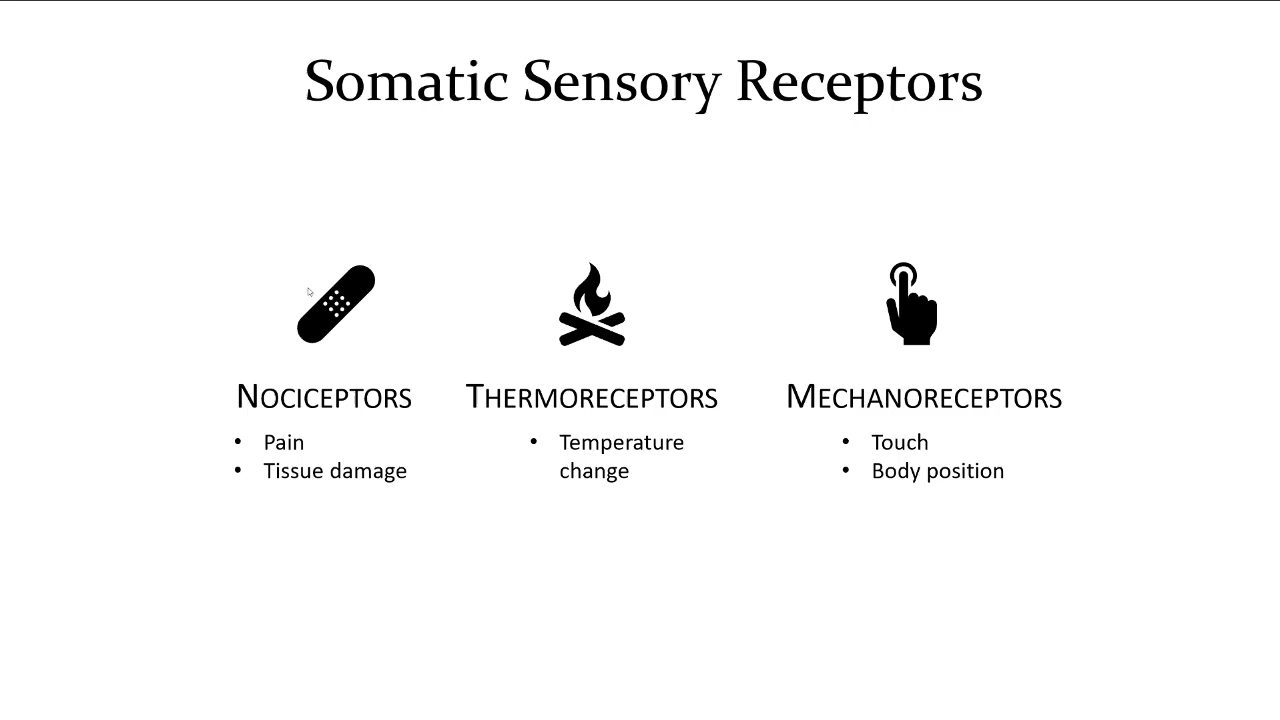 Somatic Sensory Receptors
Nociceptors
• Pain
• Tissue damage
Thermoreceptors
• Temperature
change
Mechanoreceptors
• Touch
• Body position